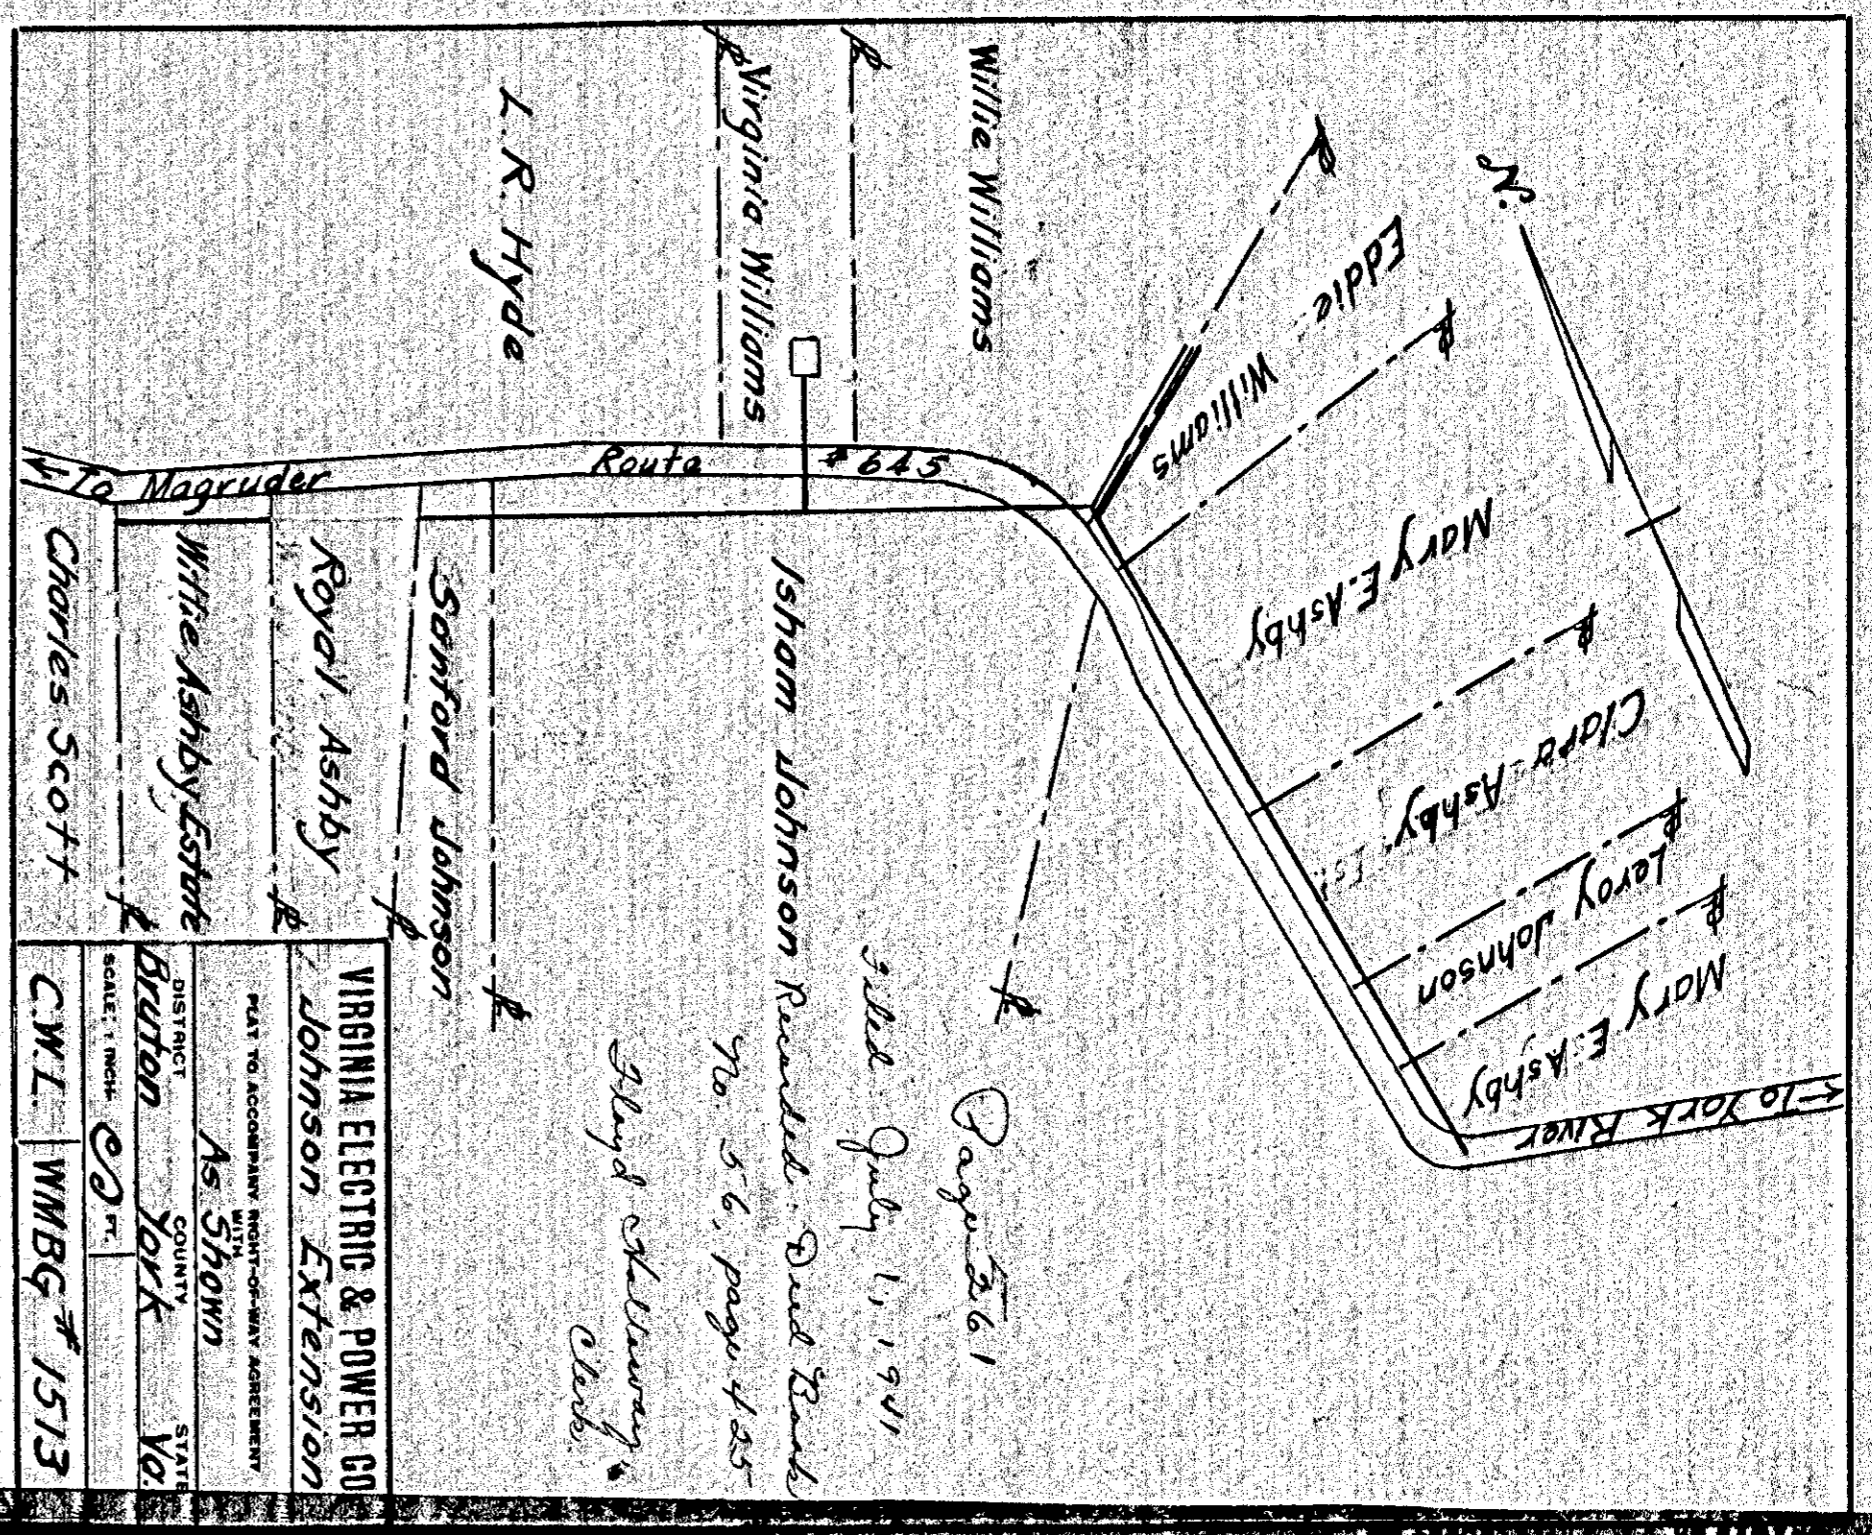 N.
Willie Williams
Virginia Williams
L.R. Hyde
Eddie Williams
Mary E. Ashby
Clara Ashby Est.
Leroy Johnson
Mary E. Ashby
To York River
Route #645
To Magruder
Isham Johnson
Sanford Johnson
Royal Ashby
Willie Ashby Estate
Charles Scott
Page 261
Filed: July 1, 1941
Recorded: Deed Book
No. 56, page 425
Floyd Holloway
Clerk.
VIRGINIA ELECTRIC & POWER CO
Johnson Extension
PLAT TO ACCOMPANY RIGHT-OF-WAY AGREEMENT
WITH
As Shown
DISTRICT COUNTY STATE
Bruton York Va.
SCALE: 1 INCH FT.
C.W.L. WMBG #1513